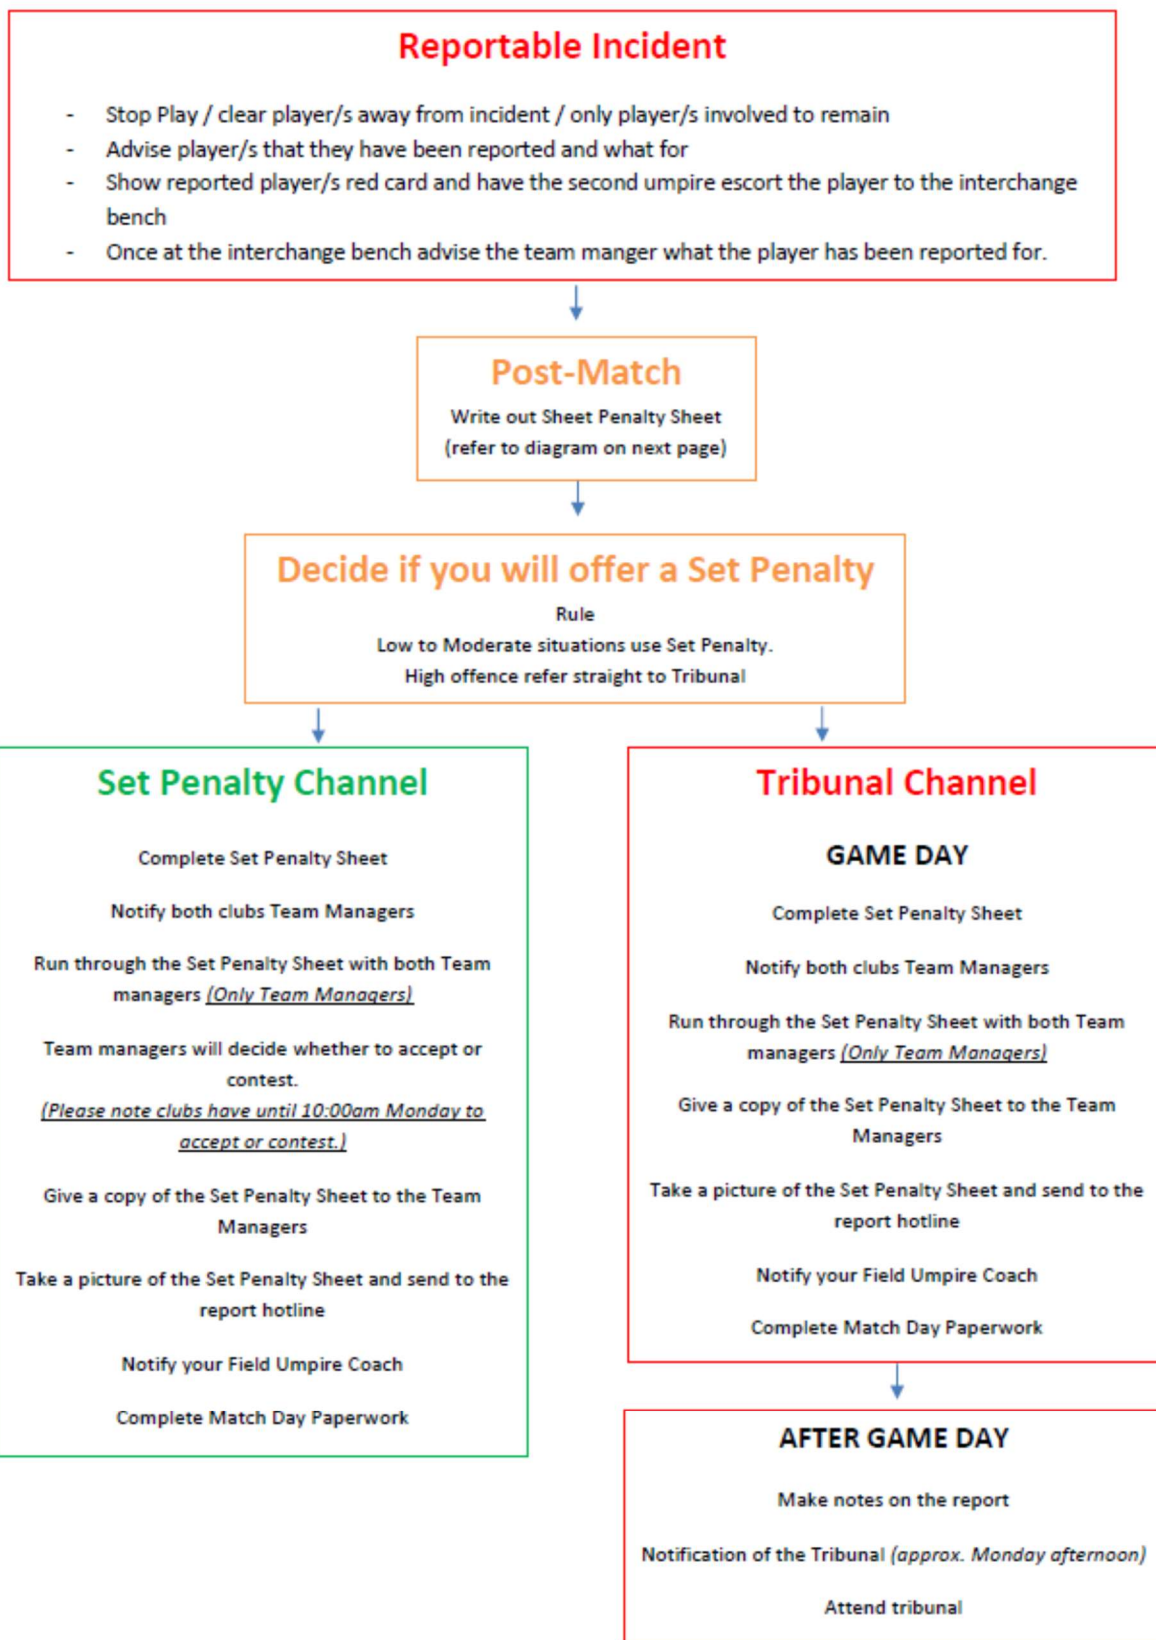 Reportable Incident
- Stop Play / clear player/s away from incident / only player/s involved to remain
- Advise player/s that they have been reported and what for
- Show reported player/s red card and have the second umpire escort the player to the interchange
bench
- Once at the interchange bench advise the team manger what the player has been reported for.
Post-Match
Write out Sheet Penalty Sheet
(refer to diagram on next page)
Decide if you will offer a Set Penalty
Rule
Low to Moderate situations use Set Penalty.
High offence refer straight to Tribunal
Set Penalty Channel
Complete Set Penalty Sheet
Notify both clubs Team Managers
Run through the Set Penalty Sheet with both Team
managers (Only Team Managers)
Team managers will decide whether to accept or
contest.
(Please note clubs have until 10:00am Monday to
accept or contest.)
Give a copy of the Set Penalty Sheet to the Team
Managers
Take a picture of the Set Penalty Sheet and send to the
report hotline
Notify your Field Umpire Coach
Complete Match Day Paperwork
Tribunal Channel
GAME DAY
Complete Set Penalty Sheet
Notify both clubs Team Managers
Run through the Set Penalty Sheet with both Team
managers (Only Team Managers)
Give a copy of the Set Penalty Sheet to the Team
Managers
Take a picture of the Set Penalty Sheet and send to the
report hotline
Notify your Field Umpire Coach
Complete Match Day Paperwork
AFTER GAME DAY
Make notes on the report
Notification of the Tribunal (approx. Monday afternoon)
Attend tribunal